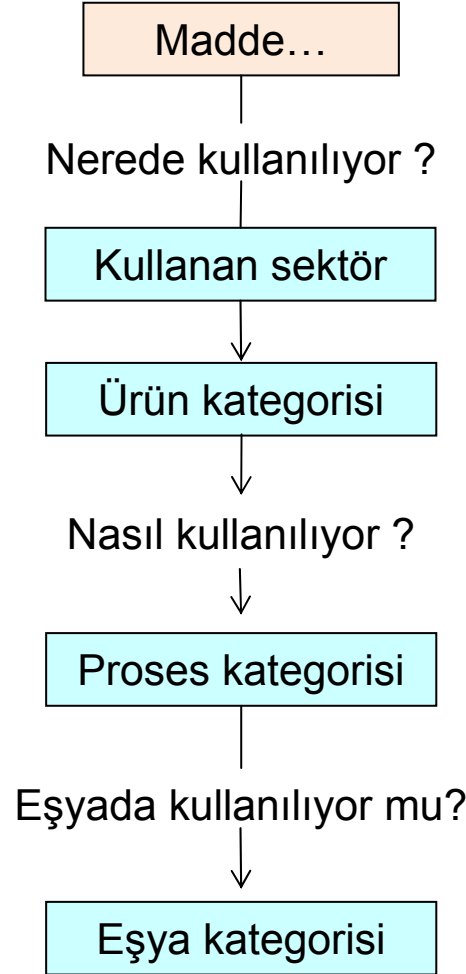 Madde…
Nerede kullanılıyor ?
Kullanan sektör
Ürün kategorisi
Nasıl kullanılıyor ?
Proses kategorisi
Eşyada kullanılıyor mu?
Eşya kategorisi